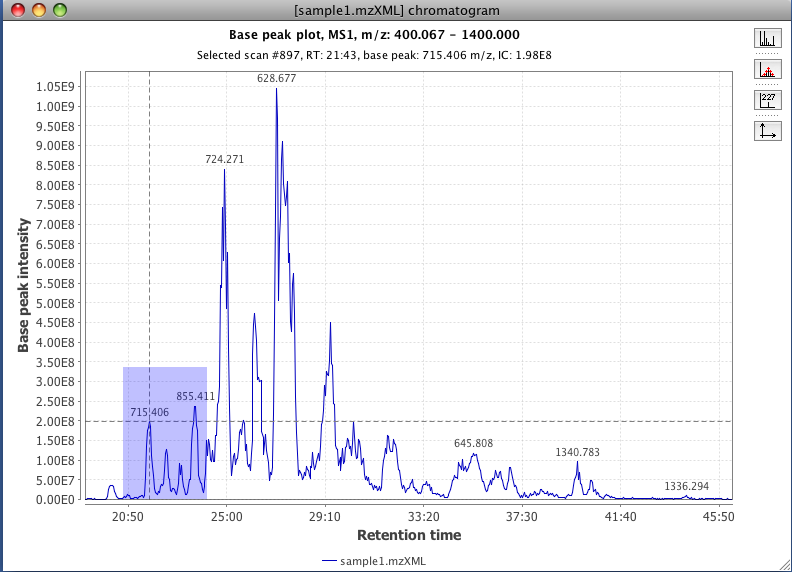 [sample1.mzXML] chromatogram
Base peak plot, MS1, m/z: 400.067 - 1400.000
Selected scan #897, RT: 21:43, base peak: 715.406 m/z, IC: 1.98E8
227
628.677
724.271
855.411
715.406
645.808
1340.783
1336.294
Base peak intensity
1.05E9
1.00E9
9.50E8
9.00E8
8.50E8
8.00E8
7.50E8
7.00E8
6.50E8
6.00E8
5.50E8
5.00E8
4.50E8
4.00E8
3.50E8
3.00E8
2.50E8
2.00E8
1.50E8
1.00E8
5.00E7
0.00E0
20:50 25:00 29:10 33:20 37:30 41:40 45:50
Retention time
sample1.mzXML